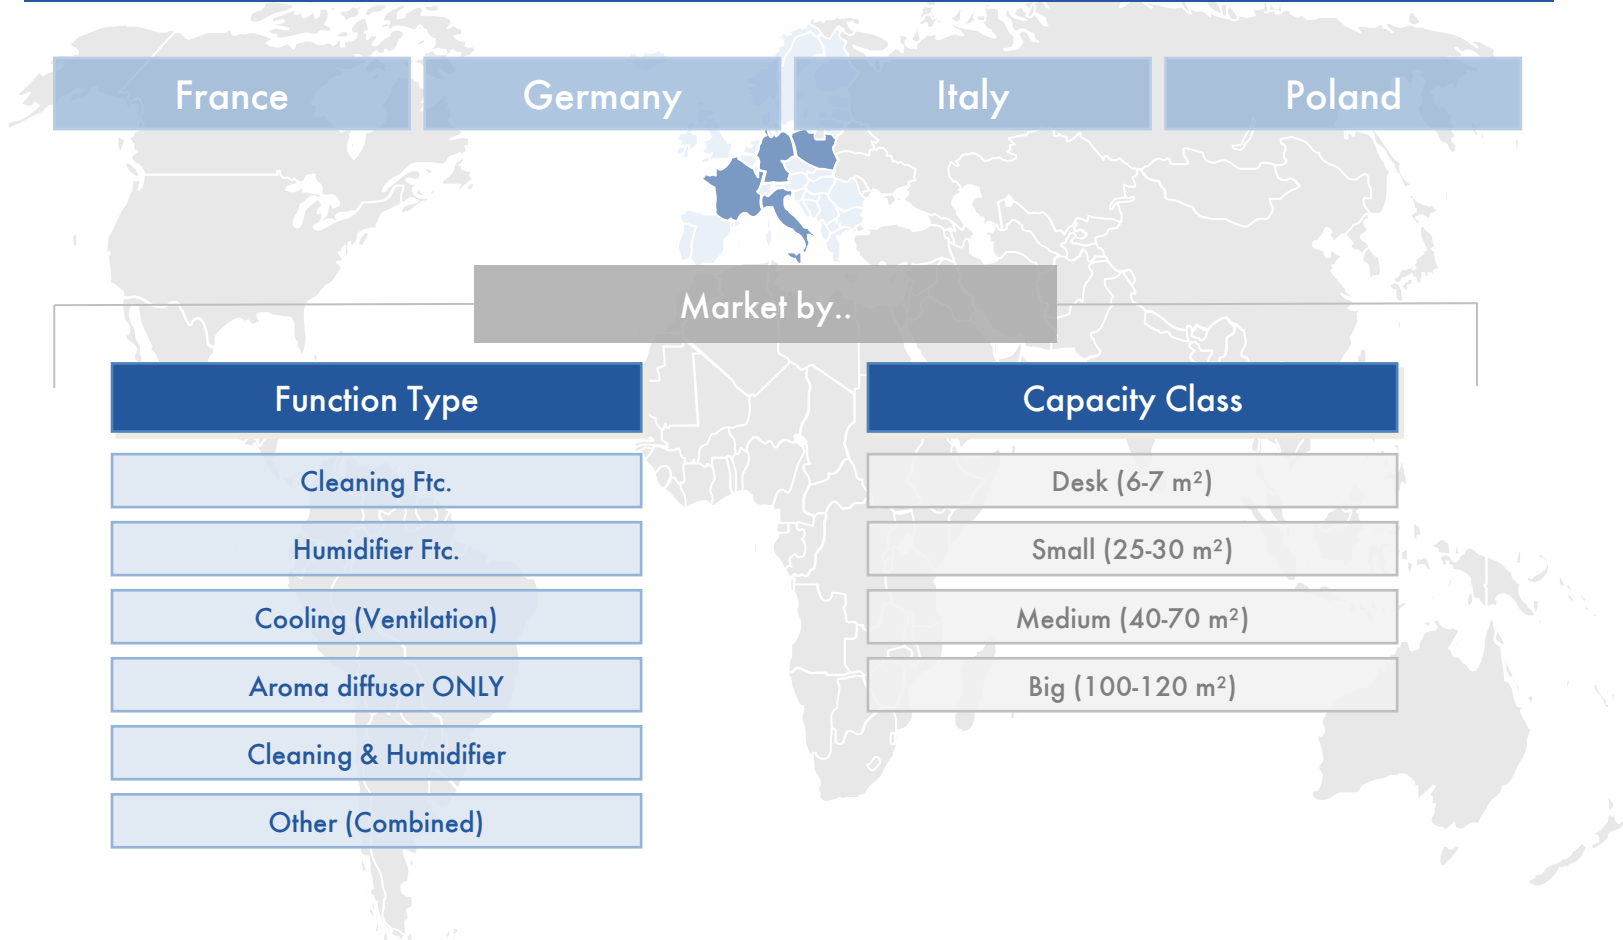 France
Germany
Italy
Poland
Market by..
Function Type
Cleaning Ftc.
Humidifier Ftc.
Cooling (Ventilation)
Aroma diffusor ONLY
Cleaning & Humidifier
Other (Combined)
Capacity Class
Desk (6-7 m²)
Small (25-30 m²)
Medium (40-70 m²)
Big (100-120 m²)